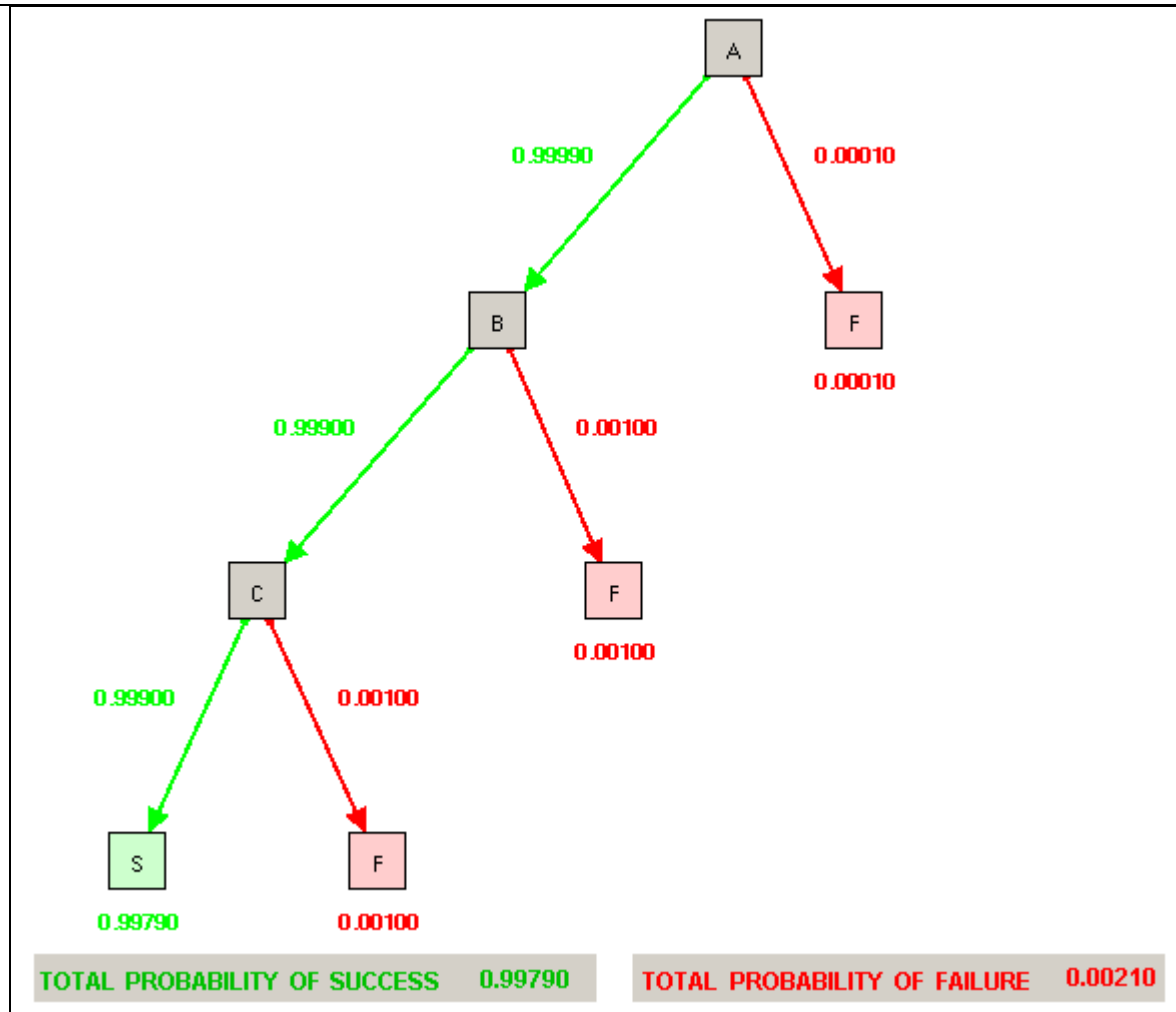 A
0.99990
0.00010
B
F
0.00010
0.99900
0.00100
C
F
0.00100
0.99900
0.00100
S
F
0.99790
0.00100
TOTAL PROBABILITY OF SUCCESS 0.99790
TOTAL PROBABILITY OF FAILURE 0.00210